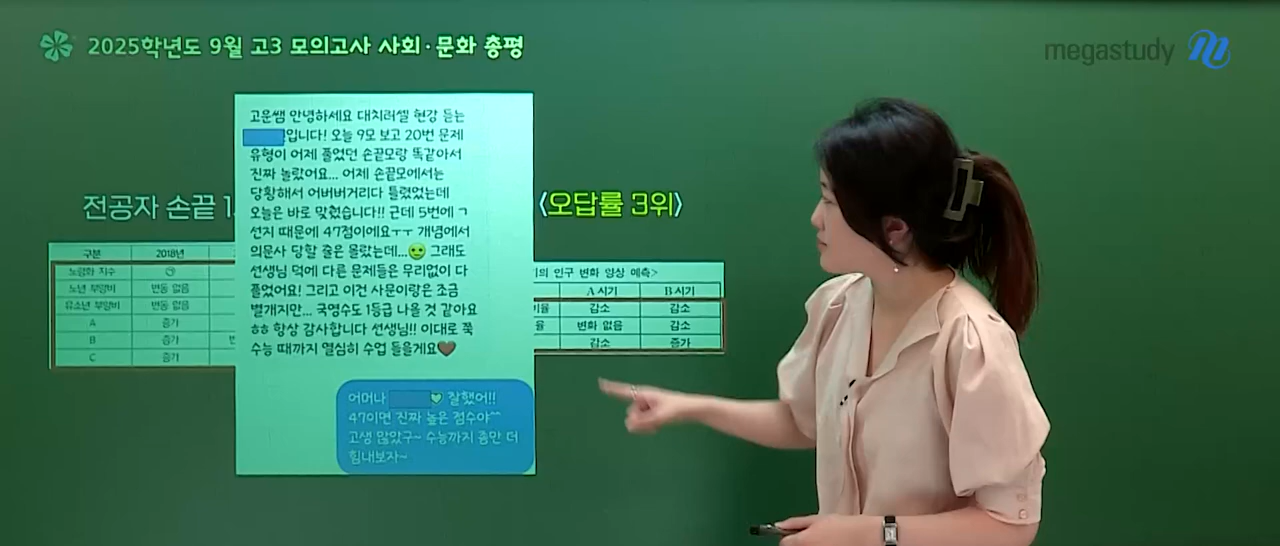 2025학년도 9월 고3 모의고사 사회·문화 총평
megastudy
고운쌤 안녕하세요 대치러셀 현강 듣는
입니다! 오늘 9모 보고 20번 문제
유형이 어제 풀었던 손끝모랑 똑같아서
진짜 놀랐어요... 어제 손끝모에서는
당황해서 어버버거리다 틀렸었는데
오늘은 바로 맞혔습니다!! 근데 5번에 ㄱ
선지 때문에 47점이에요ㅜㅜ 개념에서
의문사 당할 줄은 몰랐는데...🙂 그래도
선생님 덕에 다른 문제들은 무리없이 다
풀었어요! 그리고 이건 사문이랑은 조금
별개지만... 국영수도 1등급 나올 것 같아요
ㅎㅎ 항상 감사합니다 선생님!! 이대로 쭉
수능 때까지 열심히 수업 들을게요🤎
어머나 💚 잘했어!!
47이면 진짜 높은 점수야^^
고생 많았구~ 수능까지 좀만 더
힘내보자~
전공자 손끝 1
〈오답률 3위〉
구분 2018년
노령화 지수 ㉠
노년 부양비 변동 없음
유소년 부양비 변동 없음
A 증가
B 증가
C 증가
의 인구 변화 양상 예측>
A 시기 B 시기
비율 감소 감소
율 변화 없음 감소
감소 증가